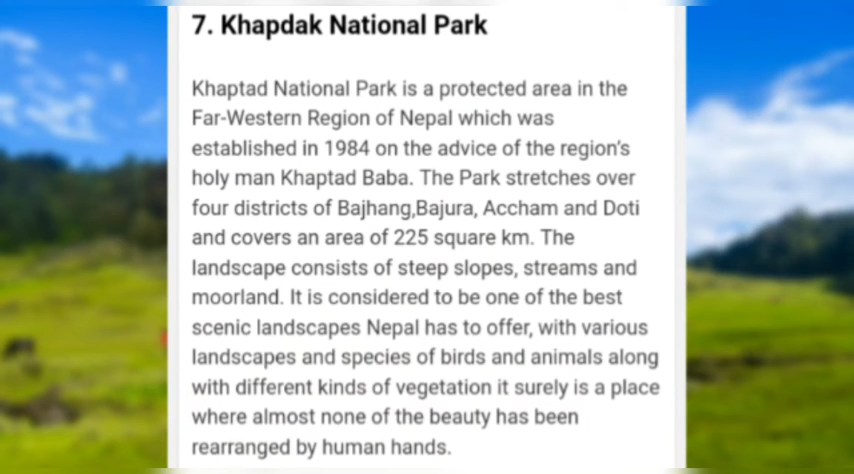 7. Khapdak National Park
Khaptad National Park is a protected area in the
Far-Western Region of Nepal which was
established in 1984 on the advice of the region's
holy man Khaptad Baba. The Park stretches over
four districts of Bajhang,Bajura, Accham and Doti
and covers an area of 225 square km. The
landscape consists of steep slopes, streams and
moorland. It is considered to be one of the best
scenic landscapes Nepal has to offer, with various
landscapes and species of birds and animals along
with different kinds of vegetation it surely is a place
where almost none of the beauty has been
rearranged by human hands.